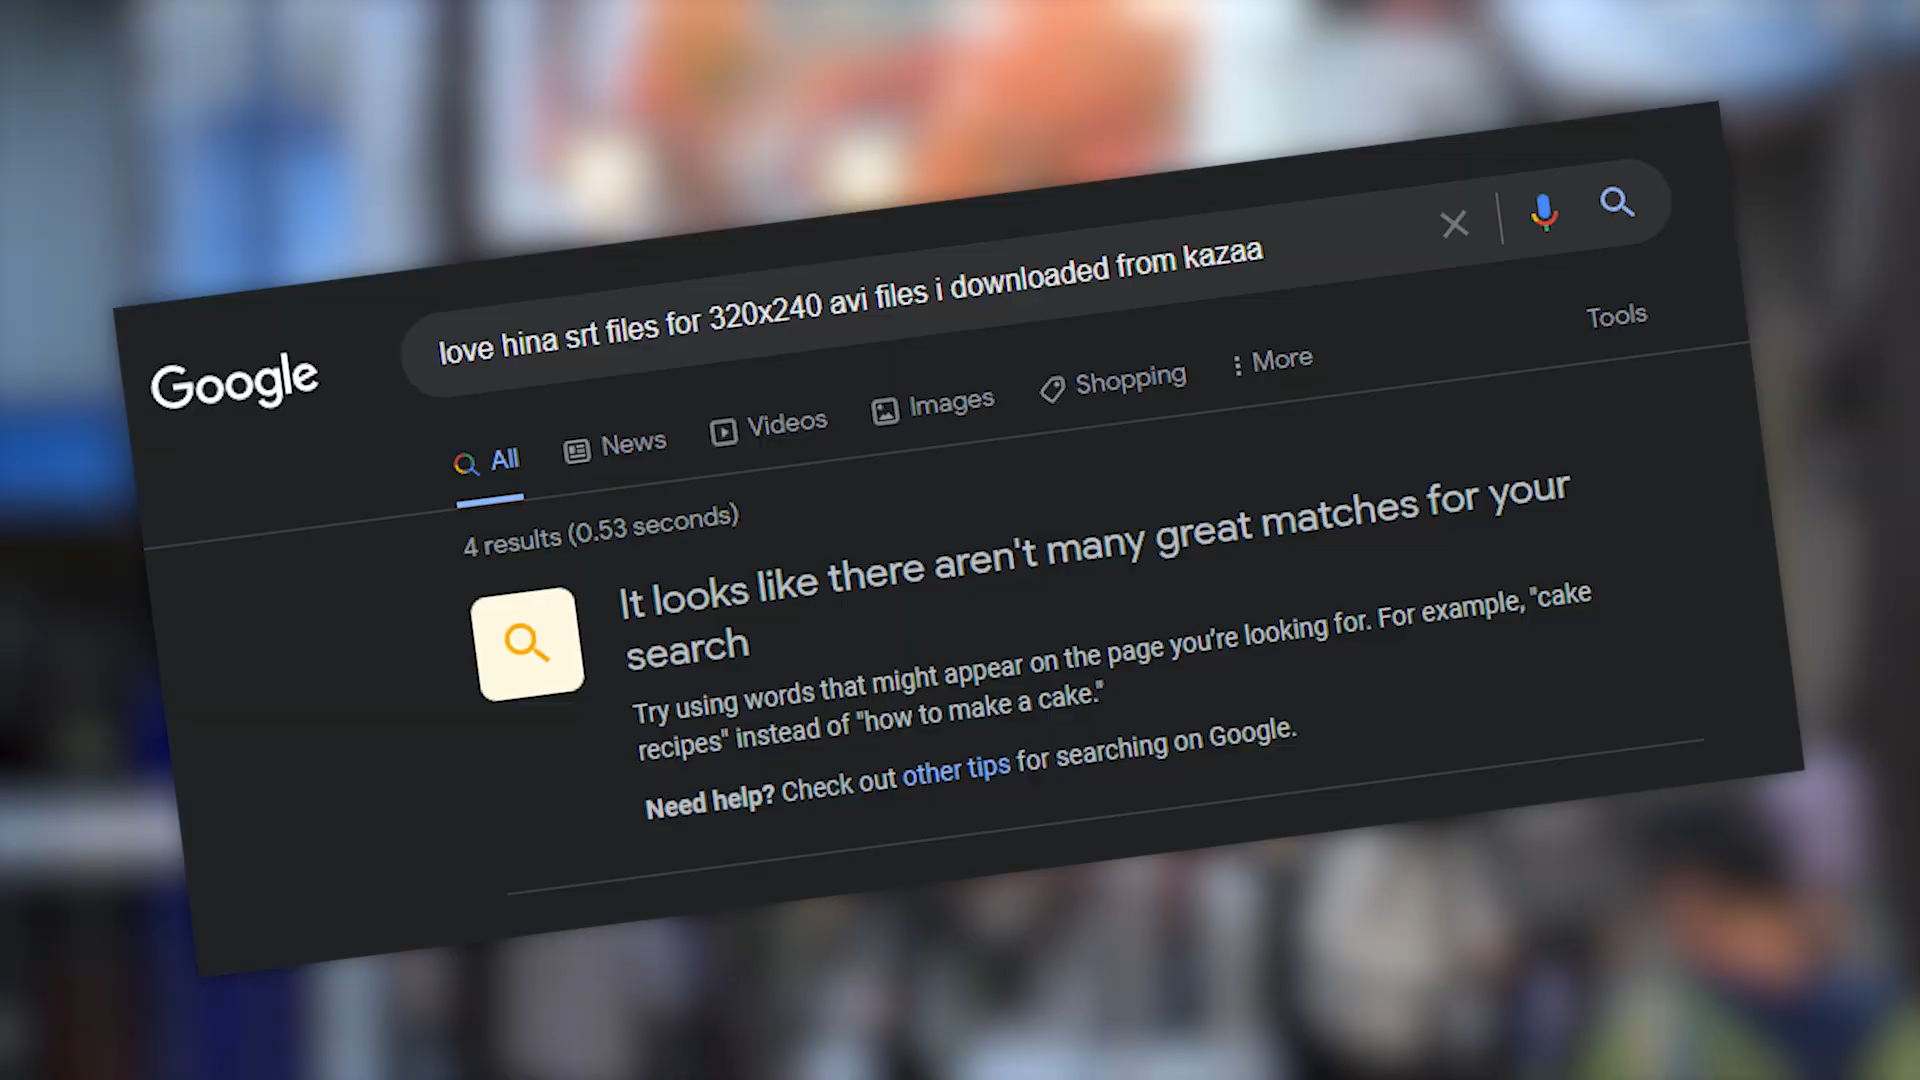 Google
love hina srt files for 320x240 avi files i downloaded from kazaa
All
News
Videos
Images
Shopping
More
Tools
4 results (0.53 seconds)
It looks like there aren't many great matches for your
search
Try using words that might appear on the page you're looking for. For example, "cake
recipes" instead of "how to make a cake."
Need help? Check out other tips for searching on Google.